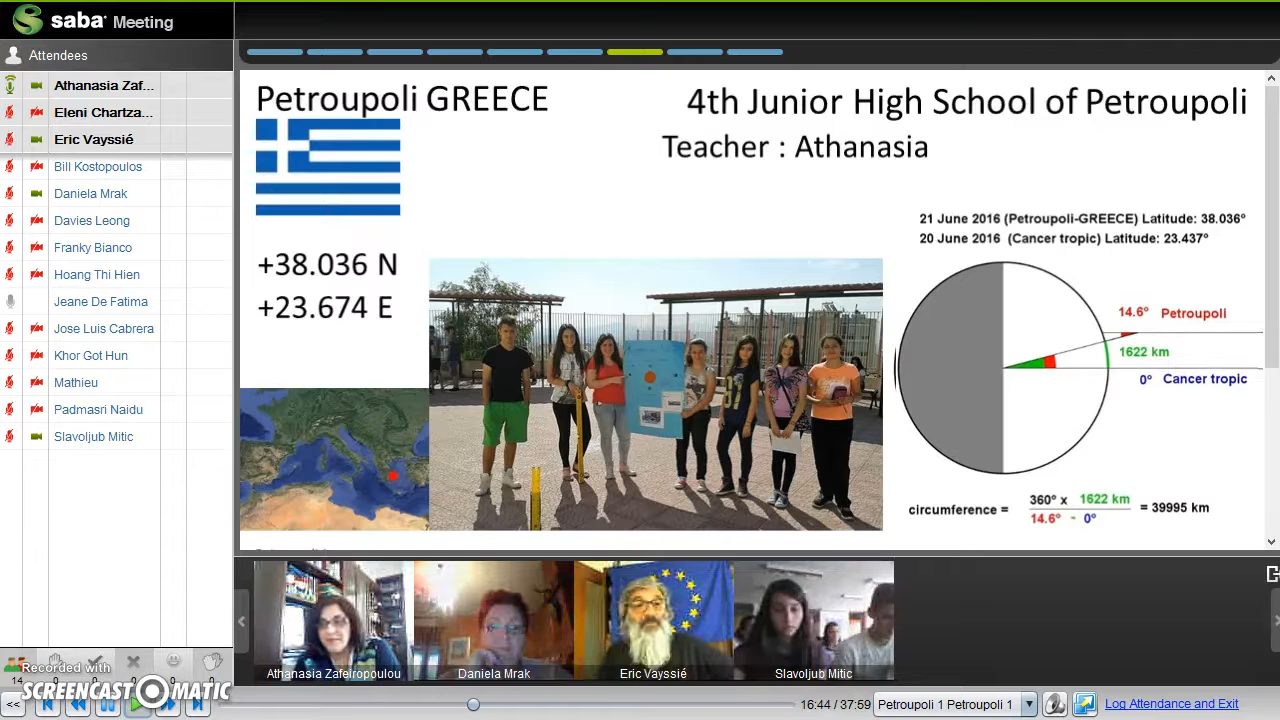 saba Meeting
Attendees
Athanasia Zaf...
Eleni Chartza...
Eric Vayssié
Bill Kostopoulos
Daniela Mrak
Davies Leong
Franky Bianco
Hoang Thi Hien
Jeane De Fatima
Jose Luis Cabrera
Khor Got Hun
Mathieu
Padmasri Naidu
Slavoljub Mitic
Petroupoli GREECE
4th Junior High School of Petroupoli
Teacher : Athanasia
+38.036 N
+23.674 E
21 June 2016 (Petroupoli-GREECE) Latitude: 38.036°
20 June 2016 (Cancer tropic) Latitude: 23.437°
14.6° Petroupoli
1622 km
0° Cancer tropic
circumference = 360° x 1622 km
14.6° - 0°
= 39995 km
Athanasia Zafeiropoulou
Daniela Mrak
Eric Vayssié
Slavoljub Mitic
Recorded with
SCREENCAST MATIC
16:44 / 37:59
Petroupoli 1 Petroupoli 1
Log Attendance and Exit